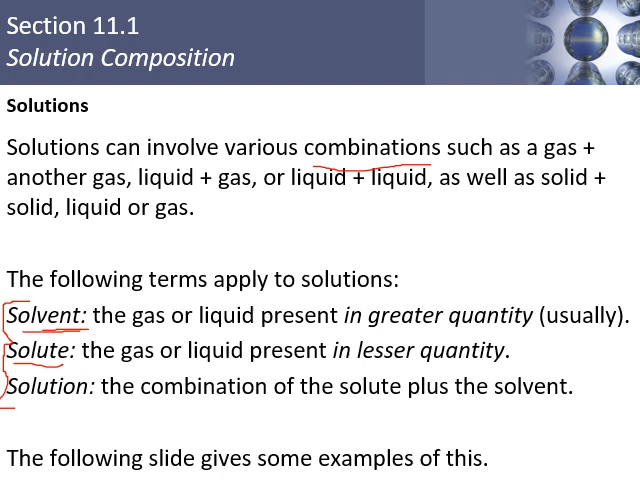 Section 11.1
Solution Composition
Solutions
Solutions can involve various combinations such as a gas +
another gas, liquid + gas, or liquid + liquid, as well as solid +
solid, liquid or gas.
The following terms apply to solutions:
Solvent: the gas or liquid present in greater quantity (usually).
Solute: the gas or liquid present in lesser quantity.
Solution: the combination of the solute plus the solvent.
The following slide gives some examples of this.